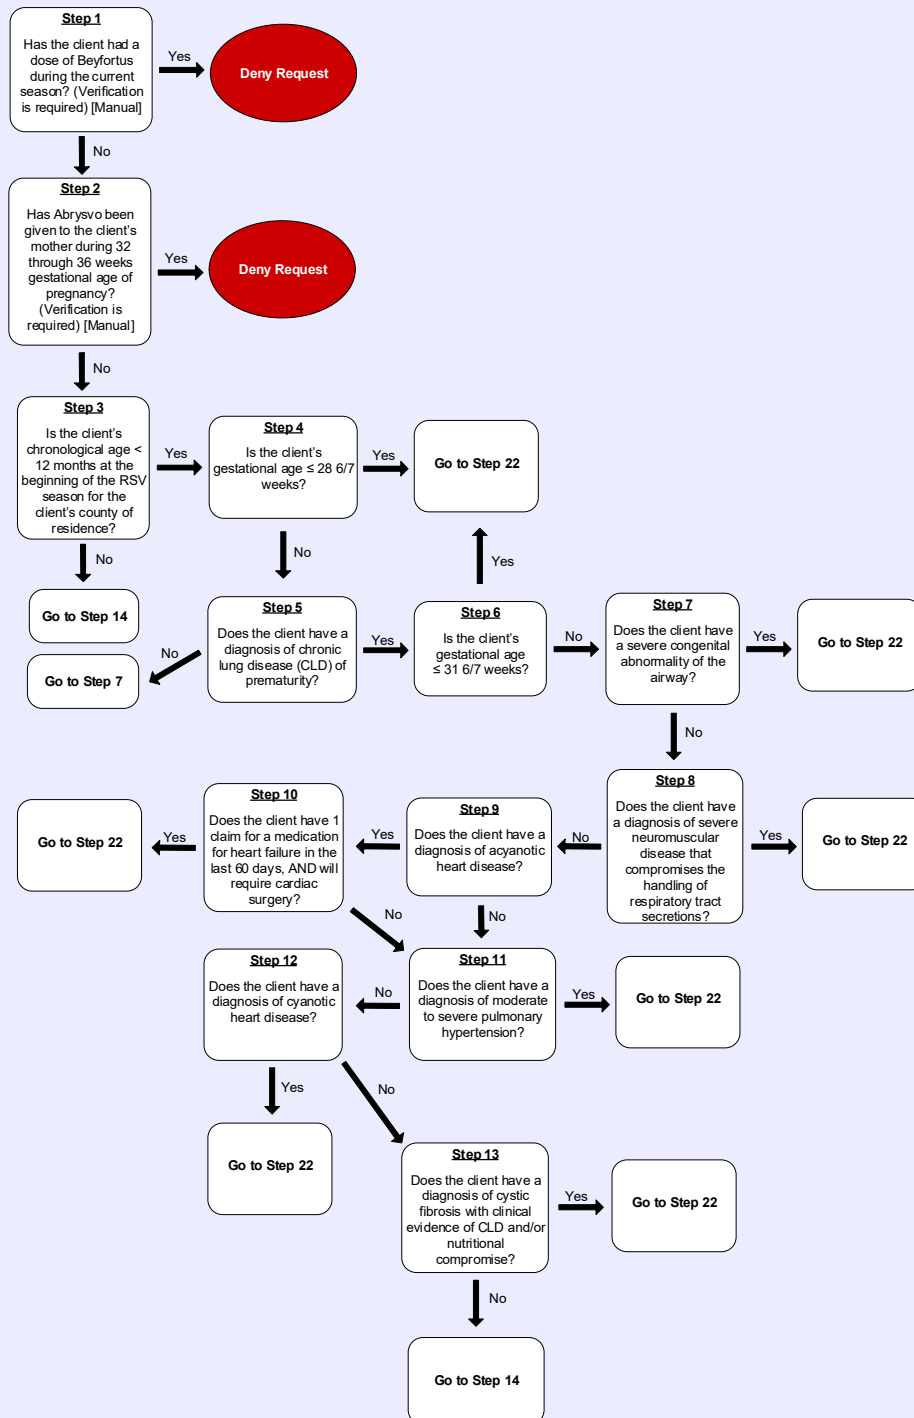 Step 1
Has the client had a
dose of Beyfortus
during the current
season? (Verification
is required) [Manual]
Yes
Deny Request
No
Step 2
Has Abrysvo been
given to the client's
mother during 32
through 36 weeks
gestational age of
pregnancy?
(Verification is
required) [Manual]
Yes
Deny Request
No
Step 3
Is the client's
chronological age <
12 months at the
beginning of the RSV
season for the
client's county of
residence?
Yes
Step 4
Is the client's
gestational age ≤ 28 6/7
weeks?
Yes
Go to Step 22
No
Go to Step 14
No
Yes
Step 5
Does the client have a
diagnosis of chronic
lung disease (CLD) of
prematurity?
No
Go to Step 7
Yes
Step 6
Is the client's
gestational age
≤ 31 6/7 weeks?
No
Step 7
Does the client have
a severe congenital
abnormality of the
airway?
Yes
Go to Step 22
No
Step 8
Does the client have
a diagnosis of severe
neuromuscular
disease that
compromises the
handling of
respiratory tract
secretions?
Yes
Go to Step 22
No
Step 9
Does the client have a
diagnosis of acyanotic
heart disease?
Yes
Step 10
Does the client have 1
claim for a medication
for heart failure in the
last 60 days, AND will
require cardiac
surgery?
Yes
Go to Step 22
No
No
Step 11
Does the client have a
diagnosis of moderate
to severe pulmonary
hypertension?
Yes
Go to Step 22
No
Step 12
Does the client have a
diagnosis of cyanotic
heart disease?
Yes
Go to Step 22
No
Step 13
Does the client have a
diagnosis of cystic
fibrosis with clinical
evidence of CLD and/or
nutritional
compromise?
Yes
Go to Step 22
No
Go to Step 14